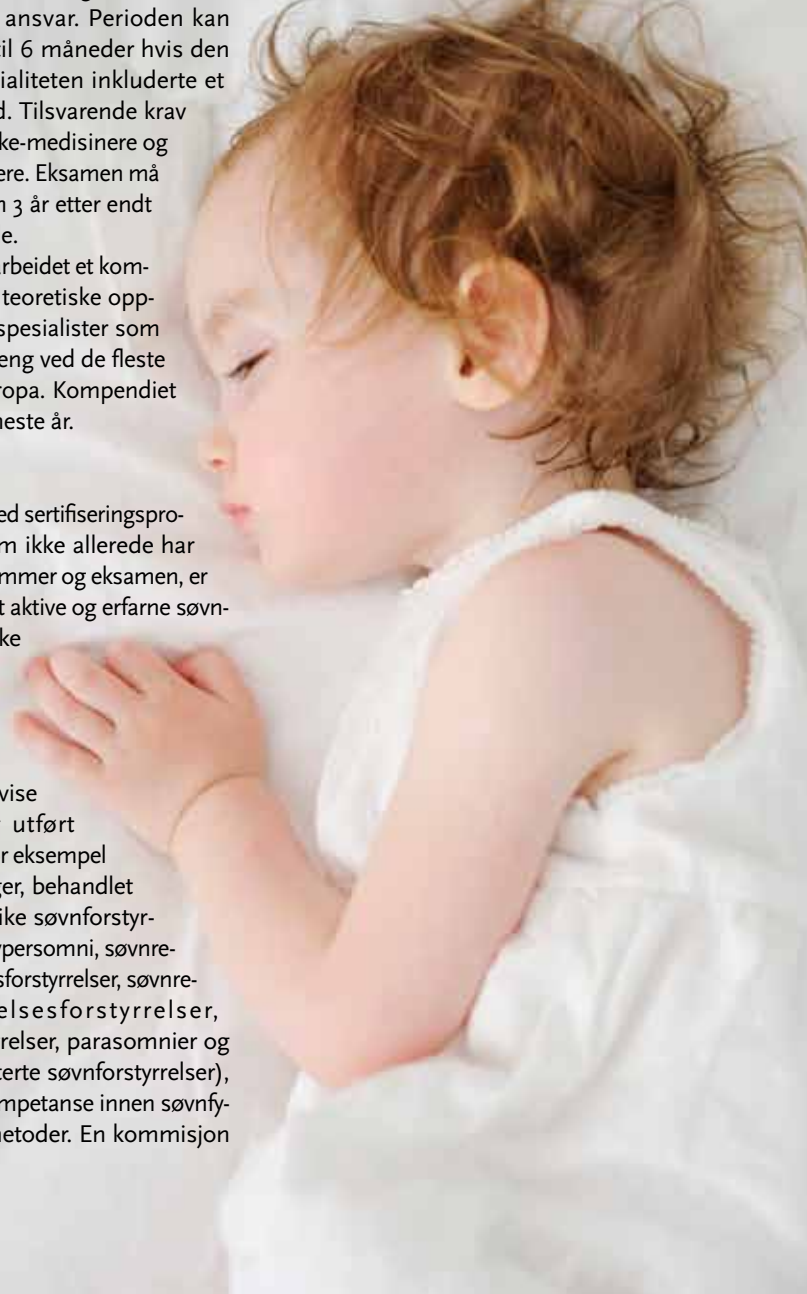 ansvar. Perioden kan
til 6 måneder hvis den
ialiteten inkluderte et
d. Tilsvarende krav
ke-medisinere og
ere. Eksamen må
n 3 år etter endt
e.
arbeidet et kom-
teoretiske opp-
spesialister som
eng ved de fleste
ropa. Kompendiet
neste år.
ed sertifiseringspro-
m ikke allerede har
mmer og eksamen, er
t aktive og erfarne søvn-
ke
vise
utført
r eksempel
ger, behandlet
ike søvnforstyr-
ypersomni, søvnre-
sforstyrrelser, søvnre-
elsesforstyrrelser,
relser, parasomnier og
terte søvnforstyrrelser),
mpetanse innen søvnfy-
metoder. En kommisjon